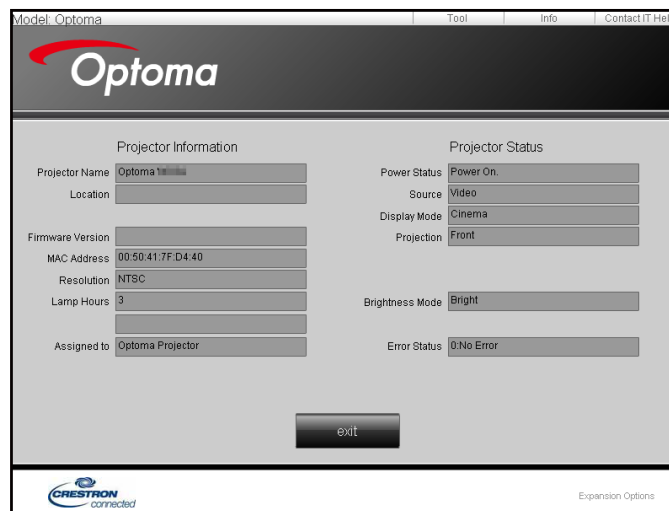 Model: Optoma Tool Info Contact IT Hel
Optoma
Projector Information
Projector Name Optoma
Location
Firmware Version
MAC Address 00:50:41:7F:D4:40
Resolution NTSC
Lamp Hours 3
Assigned to Optoma Projector
Projector Status
Power Status Power On.
Source Video
Display Mode Cinema
Projection Front
Brightness Mode Bright
Error Status 0:No Error
exit
CRESTRON
connected
Expansion Options